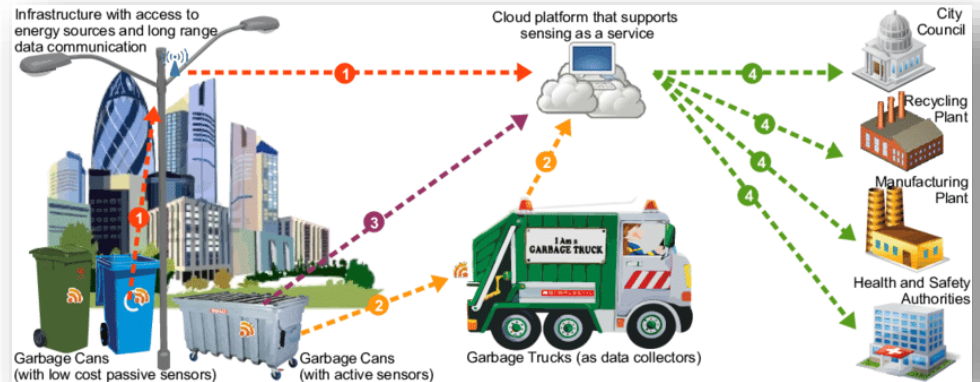 Infrastructure with access to
energy sources and long range
data communication
Cloud platform that supports
sensing as a service
City
Council
1
4
Recycling
Plant
4
2
4
Manufacturing
Plant
1
3
4
I Am a
GARBAGE TRUCK
2
Health and Safety
Authorities
Garbage Cans
(with low cost passive sensors)
Garbage Cans
(with active sensors)
Garbage Trucks (as data collectors)